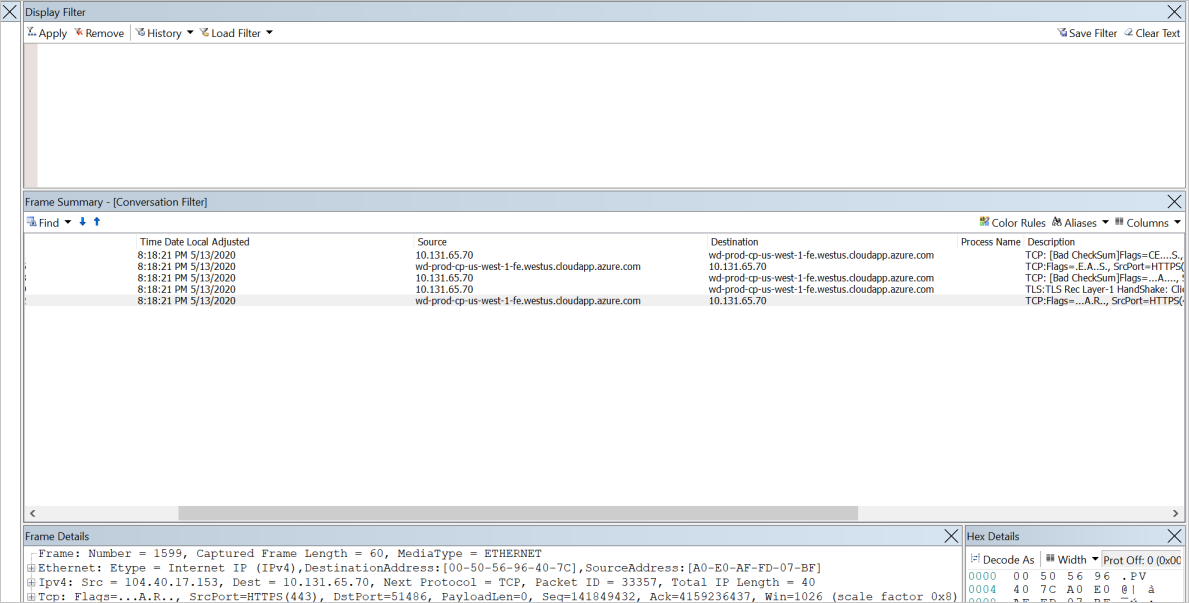 Display Filter
Apply Remove History Load Filter Save Filter Clear Text
Frame Summary - [Conversation Filter]
Find Color Rules Aliases Columns
Time Date Local Adjusted Source Destination Process Name Description
8:18:21 PM 5/13/2020 10.131.65.70 wd-prod-cp-us-west-1-fe.westus.cloudapp.azure.com TCP: [Bad CheckSum]Flags=CE....S.,
8:18:21 PM 5/13/2020 wd-prod-cp-us-west-1-fe.westus.cloudapp.azure.com 10.131.65.70 TCP:Flags=.E.A..S., SrcPort=HTTPS(
8:18:21 PM 5/13/2020 10.131.65.70 wd-prod-cp-us-west-1-fe.westus.cloudapp.azure.com TCP: [Bad CheckSum]Flags=...A....,
8:18:21 PM 5/13/2020 10.131.65.70 wd-prod-cp-us-west-1-fe.westus.cloudapp.azure.com TLS:TLS Rec Layer-1 HandShake: Clie
8:18:21 PM 5/13/2020 wd-prod-cp-us-west-1-fe.westus.cloudapp.azure.com 10.131.65.70 TCP:Flags=...A.R.., SrcPort=HTTPS(
Frame Details
Frame: Number = 1599, Captured Frame Length = 60, MediaType = ETHERNET
Ethernet: Etype = Internet IP (IPv4),DestinationAddress:[00-50-56-96-40-7C],SourceAddress:[A0-E0-AF-FD-07-BF]
Ipv4: Src = 104.40.17.153, Dest = 10.131.65.70, Next Protocol = TCP, Packet ID = 33357, Total IP Length = 40
Tcp: Flags=...A.R.., SrcPort=HTTPS(443), DstPort=51486, PayloadLen=0, Seq=141849432, Ack=4159236437, Win=1026 (scale factor 0x8)
Hex Details
Decode As Width Prot Off: 0 (0x00
0000 00 50 56 96 .PV
0004 40 7C A0 E0 @| à